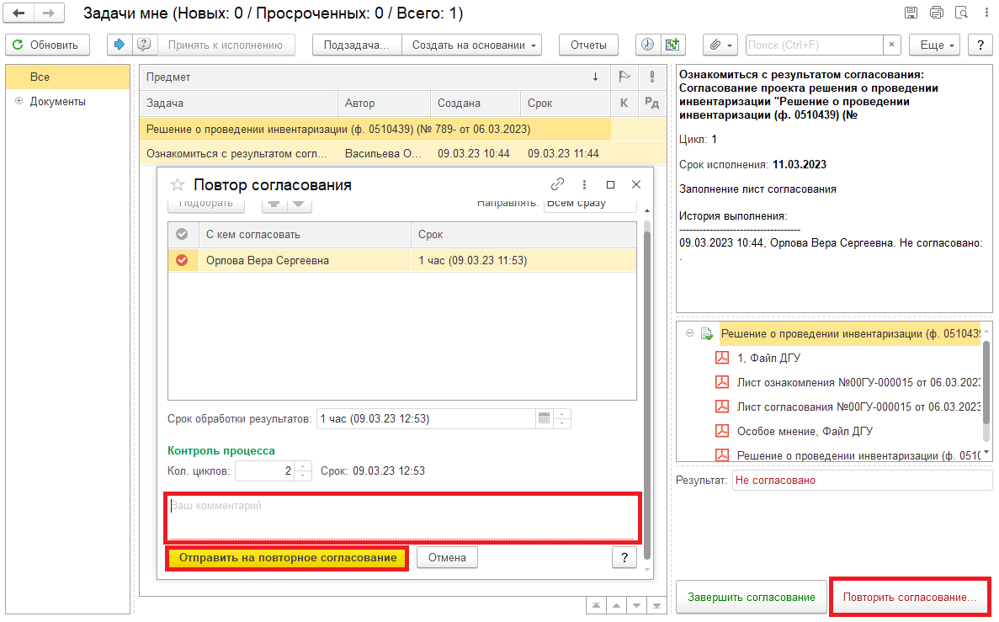 Задачи мне (Новых: 0 / Просроченных: 0 / Всего: 1)
Обновить
Принять к исполнению
Подзадача...
Создать на основании
Отчеты
Поиск (Ctrl+F)
×
Еще
?
Все
Документы
Предмет ↓
Задача Автор Создана Срок К Рд
Решение о проведении инвентаризации (ф. 0510439) (№ 789- от 06.03.2023)
Ознакомиться с результатом согл... Васильева О... 09.03.23 10:44 09.03.23 11:44
Повтор согласования
Подобрать
Направлять: Всем сразу
С кем согласовать Срок
Орлова Вера Сергеевна 1 час (09.03.23 11:53)
Срок обработки результатов: 1 час (09.03.23 12:53)
Контроль процесса
Кол. циклов: 2 Срок: 09.03.23 12:53
Ваш комментарий
Отправить на повторное согласование
Отмена
?
Ознакомиться с результатом согласования:
Согласование проекта решения о проведении
инвентаризации "Решение о проведении
инвентаризации (ф. 0510439) (№
Цикл: 1
Срок исполнения: 11.03.2023
Заполнение лист согласования
История выполнения:
------------------------------------
09.03.2023 10:44, Орлова Вера Сергеевна. Не согласовано:
.
Решение о проведении инвентаризации (ф. 051043
1, Файл ДГУ
Лист ознакомления №00ГУ-000015 от 06.03.2023
Лист согласования №00ГУ-000015 от 06.03.2023
Особое мнение, Файл ДГУ
Решение о проведении инвентаризации (ф. 051
Результат: Не согласовано
Завершить согласование
Повторить согласование...